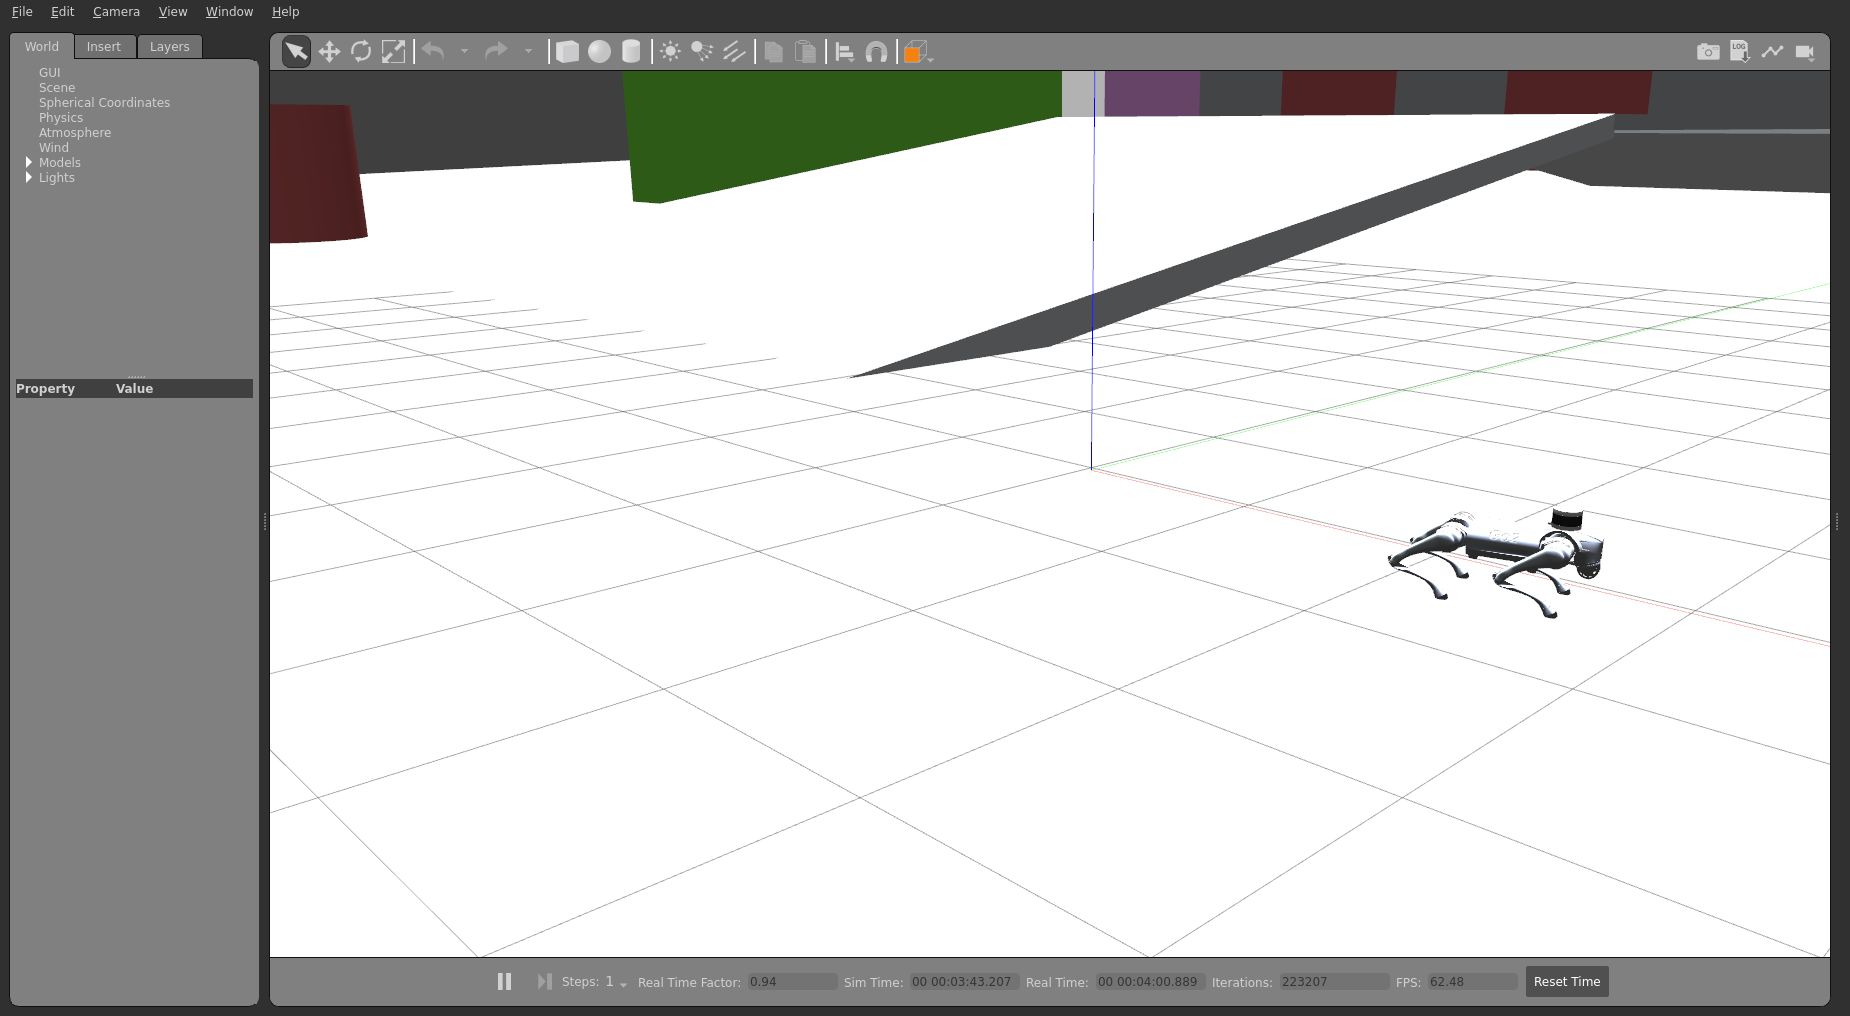 File Edit Camera View Window Help
World Insert Layers
LOG
GUI
Scene
Spherical Coordinates
Physics
Atmosphere
Wind
Models
Lights
Property Value
Steps: 1 Real Time Factor: 0.94 Sim Time: 00 00:03:43.207 Real Time: 00 00:04:00.889 Iterations: 223207 FPS: 62.48 Reset Time